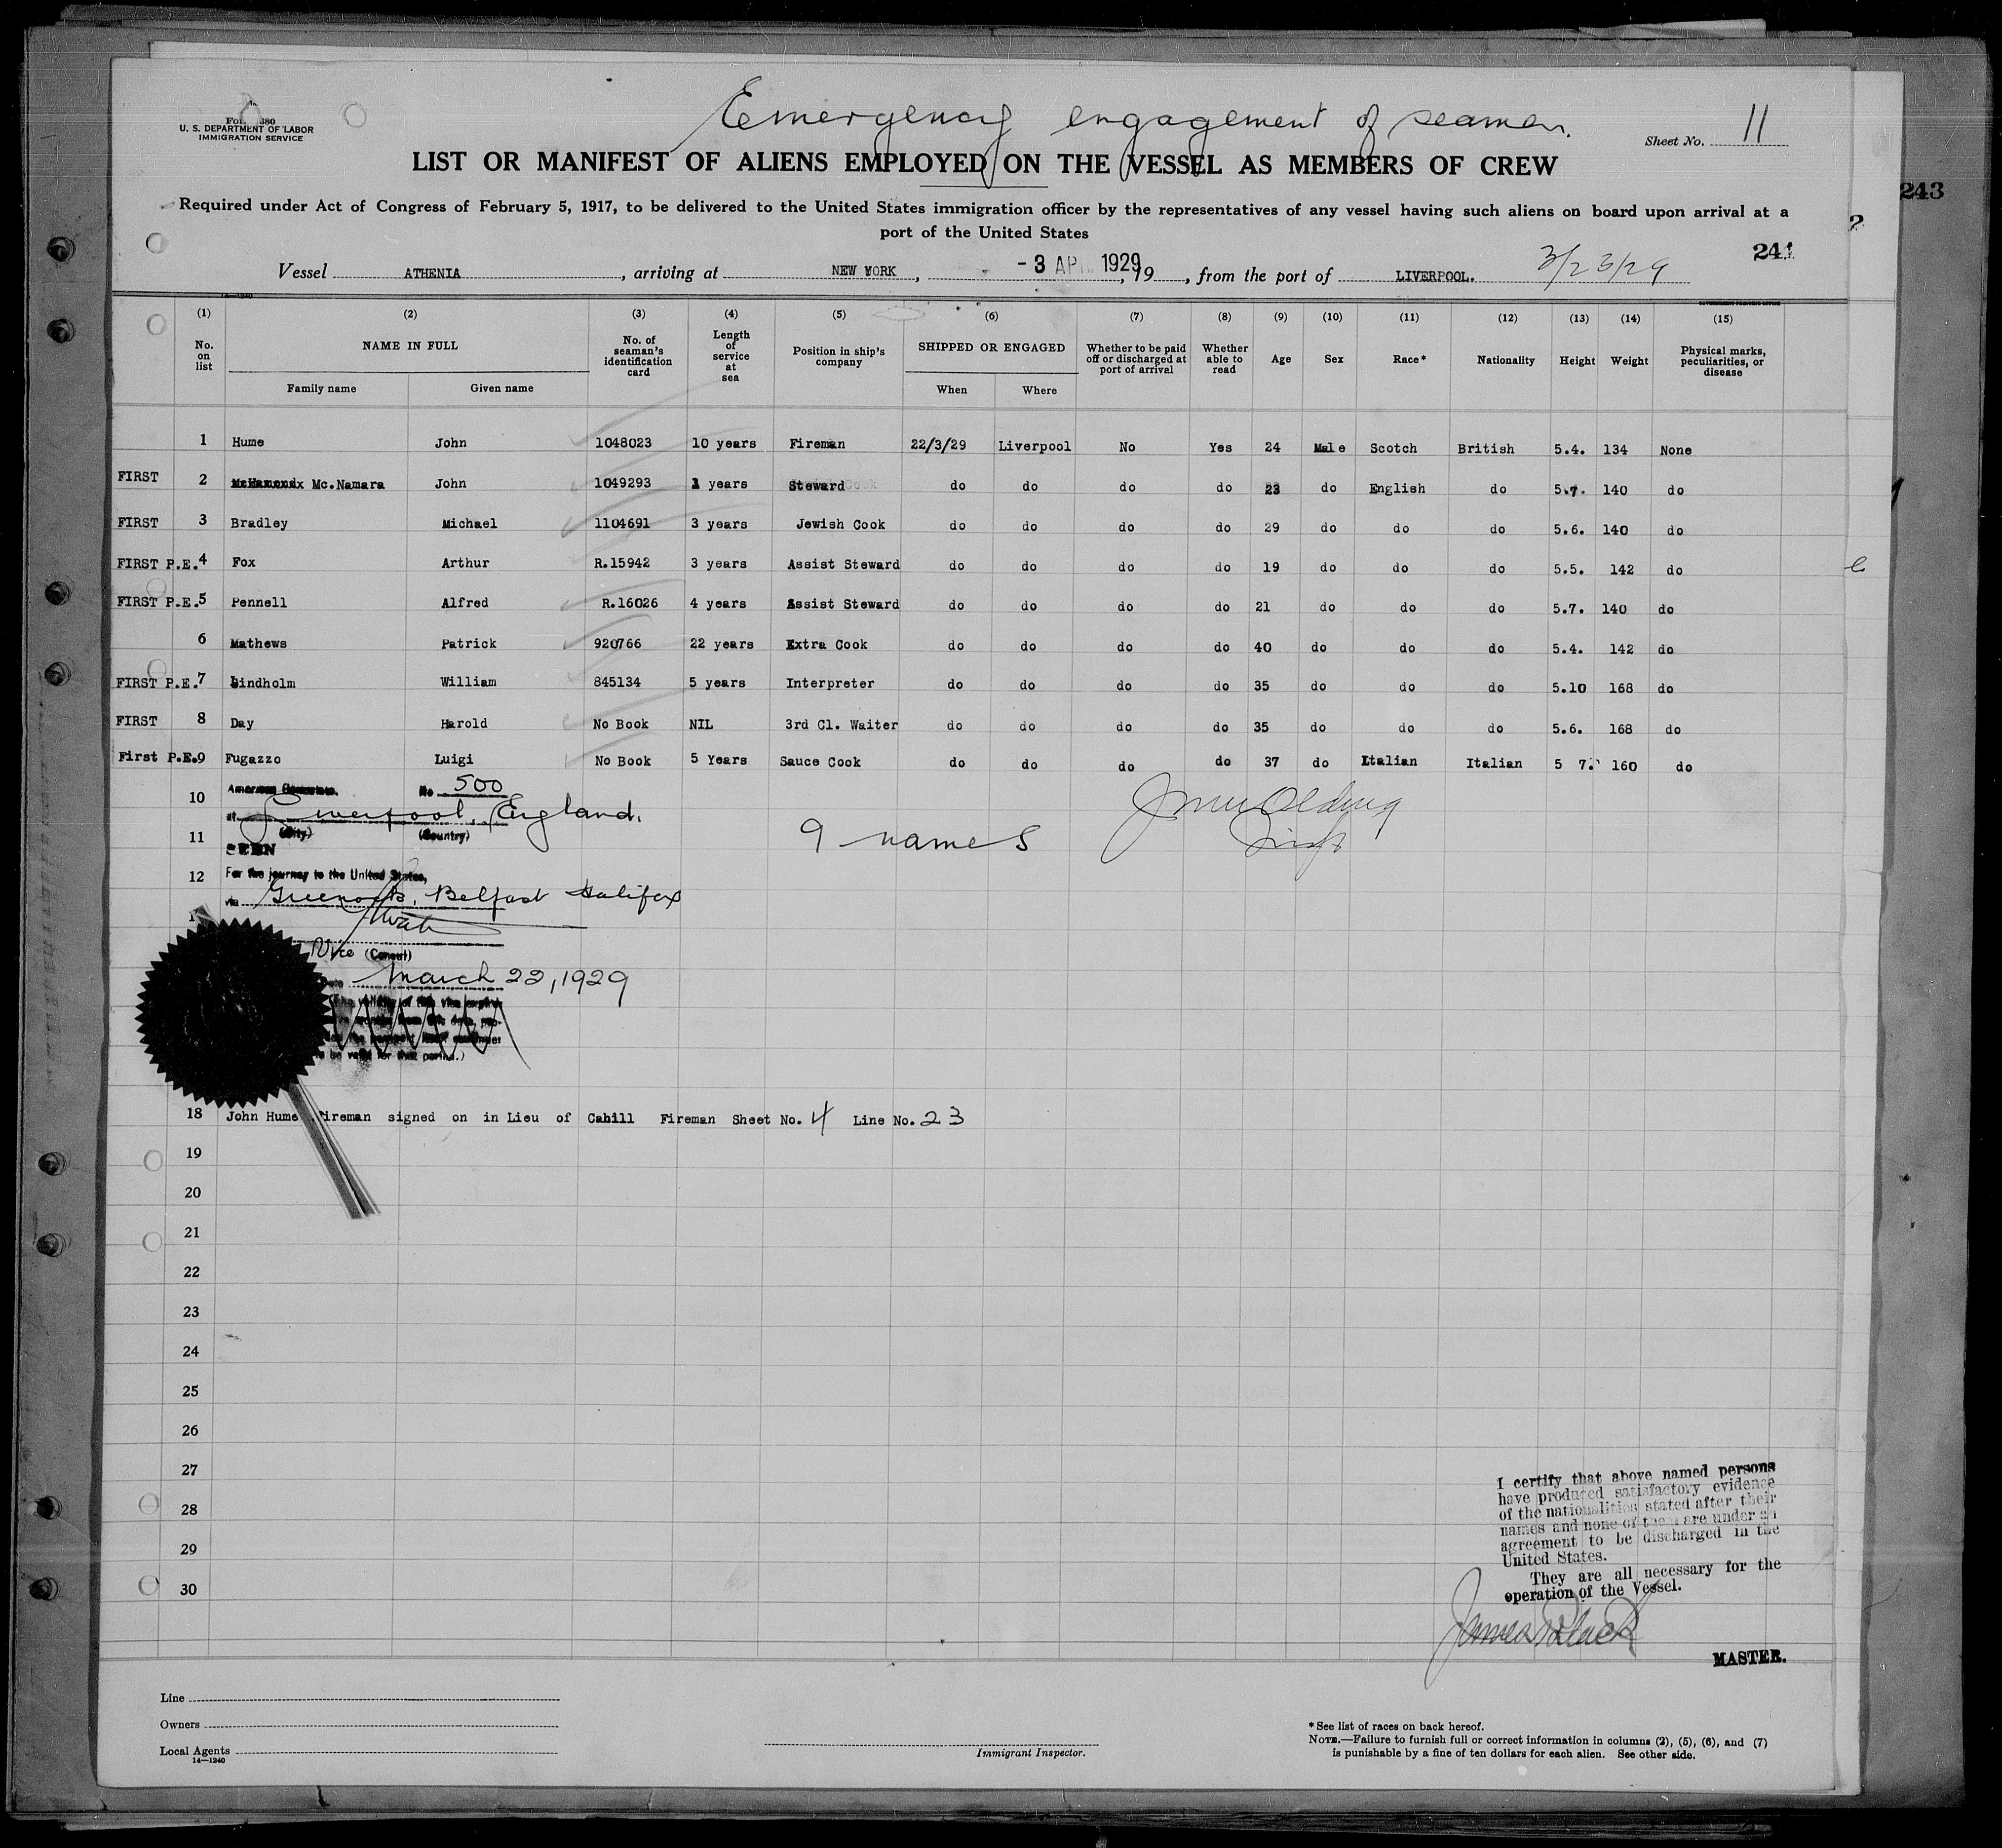 Emergency engagement of seamen.
U. S. DEPARTMENT OF LABOR
IMMIGRATION SERVICE
Sheet No. 11
LIST OR MANIFEST OF ALIENS EMPLOYED ON THE VESSEL AS MEMBERS OF CREW
243
Required under Act of Congress of February 5, 1917, to be delivered to the United States immigration officer by the representatives of any vessel having such aliens on board upon arrival at a
port of the United States
241
Vessel ATHENIA, arriving at NEW YORK, -3 APR 1929, 19, from the port of LIVERPOOL. 3/23/29
(1) (2) (3) (4) (5) (6) (7) (8) (9) (10) (11) (12) (13) (14) (15)
No. on list NAME IN FULL No. of seaman's identification card Length of service at sea Position in ship's company SHIPPED OR ENGAGED Whether to be paid off or discharged at port of arrival Whether able to read Age Sex Race* Nationality Height Weight Physical marks, peculiarities, or disease
Family name Given name When Where
1 Hume John 1048023 10 years Fireman 22/3/29 Liverpool No Yes 24 Male Scotch British 5.4. 134 None
FIRST 2 Mc.Namara John 1049293 1 years Steward do do do do 23 do English do 5.7. 140 do
FIRST 3 Bradley Michael 1104691 3 years Jewish Cook do do do do 29 do do do 5.6. 140 do
FIRST P.E. 4 Fox Arthur R.15942 3 years Assist Steward do do do do 19 do do do 5.5. 142 do
FIRST P.E. 5 Pennell Alfred R.16026 4 years Assist Steward do do do do 21 do do do 5.7. 140 do
6 Mathews Patrick 920766 22 years Extra Cook do do do do 40 do do do 5.4. 142 do
FIRST P.E. 7 Lindholm William 845134 5 years Interpreter do do do do 35 do do do 5.10 168 do
FIRST 8 Day Harold No Book NIL 3rd Cl. Waiter do do do do 35 do do do 5.6. 168 do
First P.E. 9 Fugazzo Luigi No Book 5 Years Sauce Cook do do do do 37 do Italian Italian 5 7. 160 do
10 American No 500
at Liverpool, England.
11 (City) (Country) 9 names
SEEN
12 For the journey to the United States,
via Greenock, Belfast Halifax
Vice (Consul)
Date March 22, 1929
be valid for that period.)
18 John Hume Fireman signed on in Lieu of Cahill Fireman Sheet No. 4 Line No. 23
19
20
21
22
23
24
25
26
27
28
29
30
I certify that above named persons
have produced satisfactory evidence
of the nationalities stated after their
names and none of them are under an
agreement to be discharged in the
United States.
They are all necessary for the
operation of the Vessel.
James Black
MASTER.
Line
Owners
Local Agents
14—1240
Immigrant Inspector.
* See list of races on back hereof.
NOTE.—Failure to furnish full or correct information in columns (2), (5), (6), and (7)
is punishable by a fine of ten dollars for each alien. See other side.